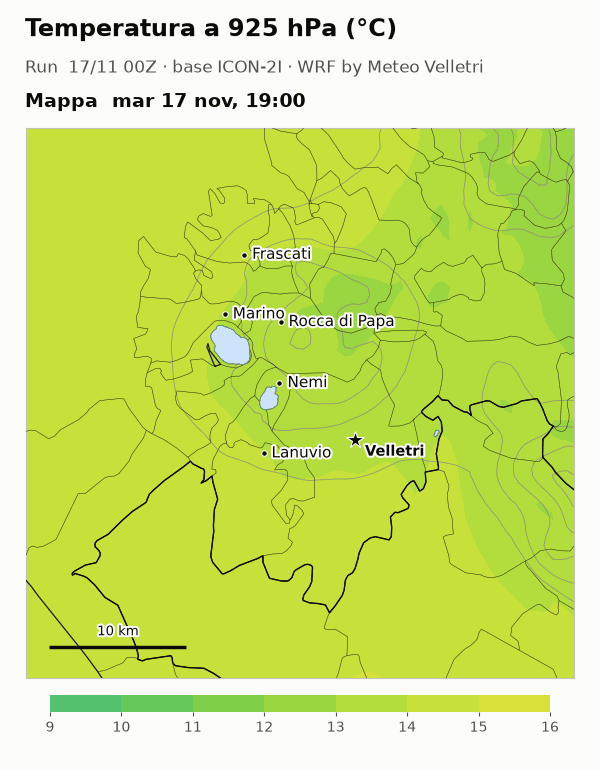 Temperatura a 925 hPa (°C)
Run  17/11 00Z · base ICON-2I · WRF by Meteo Velletri
Mappa  mar 17 nov, 19:00
Frascati
Marino
Rocca di Papa
Nemi
Velletri
Lanuvio
10 km
9 10 11 12 13 14 15 16